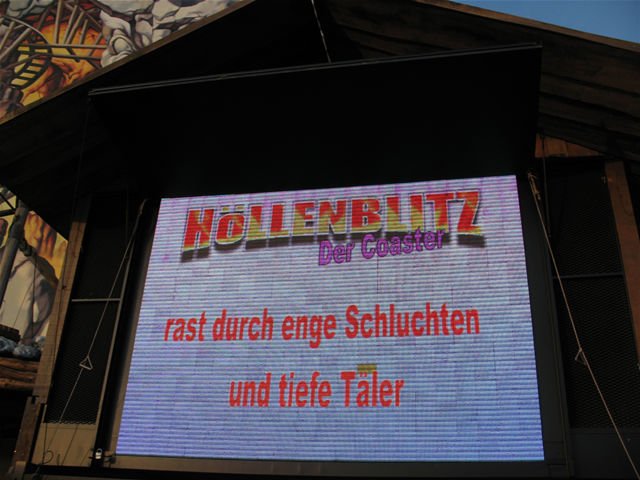 HÖLLENBLITZ
Der Coaster
rast durch enge Schluchten
und tiefe Täler